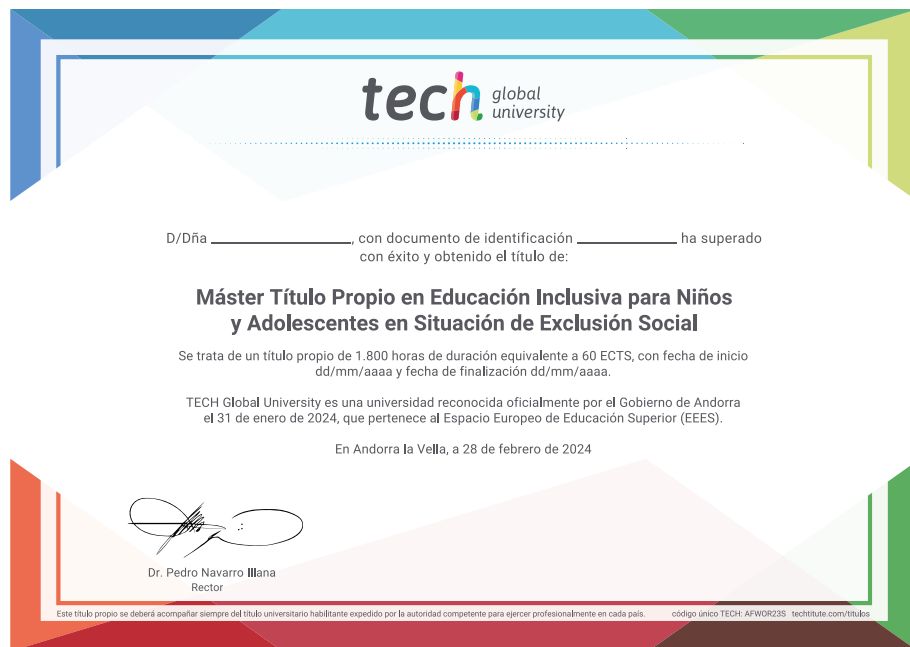 tech global university
D/Dña ____________________, con documento de identificación ______________ ha superado
con éxito y obtenido el título de:
Máster Título Propio en Educación Inclusiva para Niños
y Adolescentes en Situación de Exclusión Social
Se trata de un título propio de 1.800 horas de duración equivalente a 60 ECTS, con fecha de inicio
dd/mm/aaaa y fecha de finalización dd/mm/aaaa.
TECH Global University es una universidad reconocida oficialmente por el Gobierno de Andorra
el 31 de enero de 2024, que pertenece al Espacio Europeo de Educación Superior (EEES).
En Andorra la Vella, a 28 de febrero de 2024
Dr. Pedro Navarro Illana
Rector
Este título propio se deberá acompañar siempre del título universitario habilitante expedido por la autoridad competente para ejercer profesionalmente en cada país. código único TECH: AFWOR23S techtitute.com/titulos